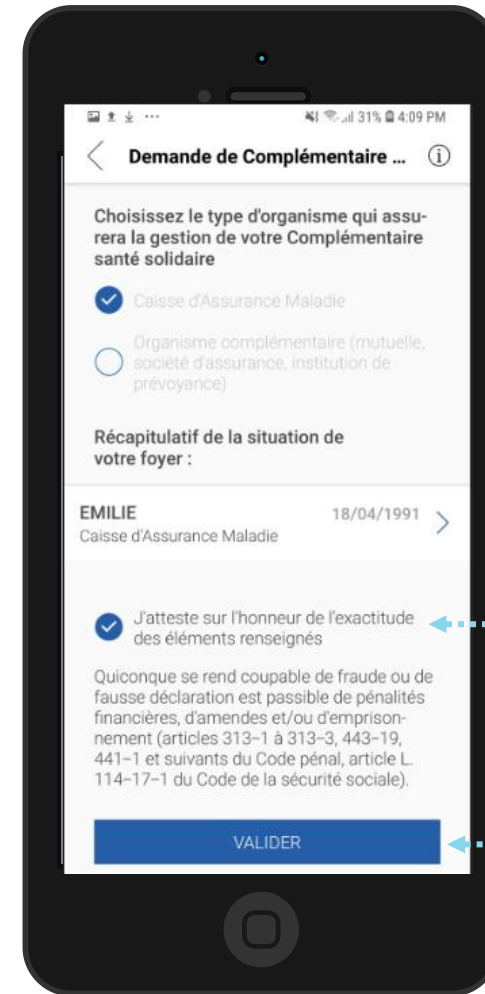 31% 4:09 PM
Demande de Complémentaire ...
Choisissez le type d'organisme qui assu-
rera la gestion de votre Complémentaire
santé solidaire
Caisse d'Assurance Maladie
Organisme complémentaire (mutuelle,
société d'assurance, institution de
prévoyance)
Récapitulatif de la situation de
votre foyer :
EMILIE 18/04/1991
Caisse d'Assurance Maladie
J'atteste sur l'honneur de l'exactitude
des éléments renseignés
Quiconque se rend coupable de fraude ou de
fausse déclaration est passible de pénalités
financières, d'amendes et/ou d'emprison-
nement (articles 313-1 à 313-3, 443-19,
441-1 et suivants du Code pénal, article L.
114-17-1 du Code de la sécurité sociale).
VALIDER